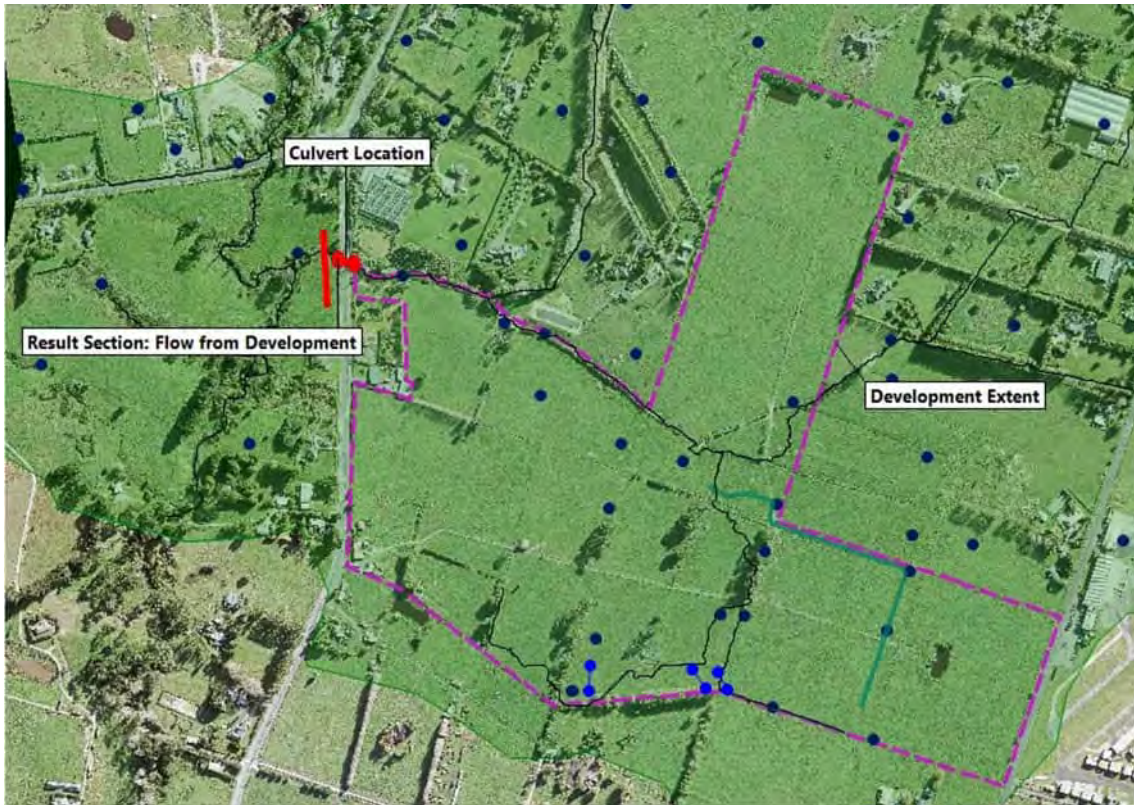 Culvert Location
Result Section: Flow from Development
Development Extent